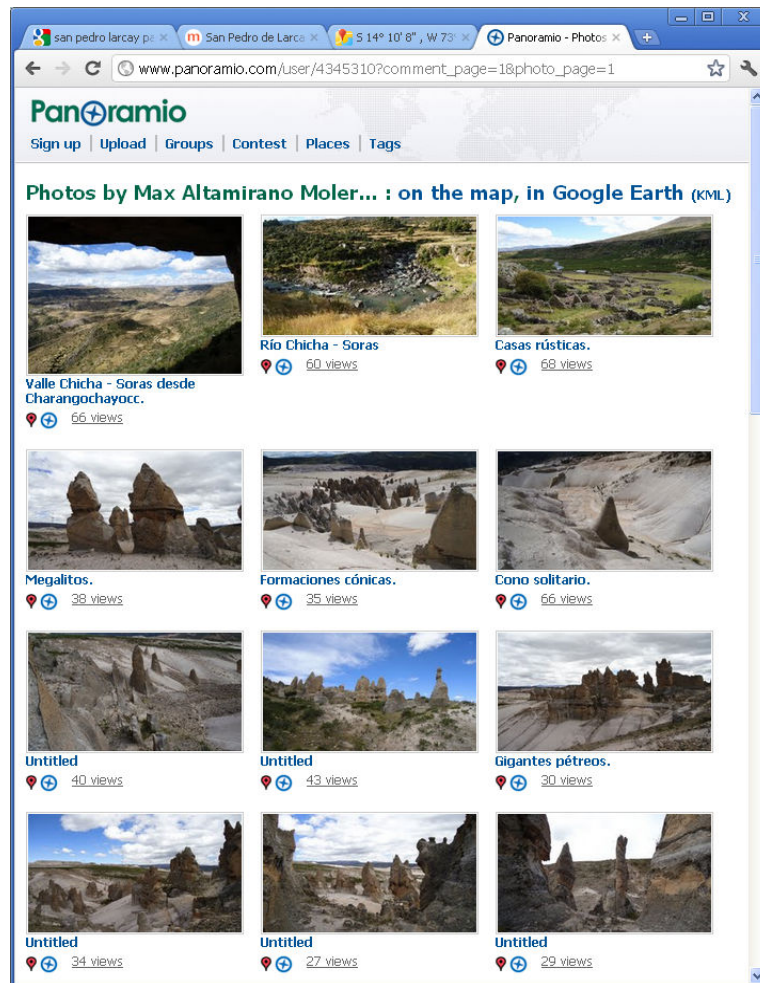 san pedro larcay pa
San Pedro de Larca
S 14° 10' 8" , W 73°
Panoramio - Photos
www.panoramio.com/user/4345310?comment_page=1&photo_page=1
Panoramio
Sign up | Upload | Groups | Contest | Places | Tags
Photos by Max Altamirano Moler... : on the map, in Google Earth (KML)
Valle Chicha - Soras desde
Charangochayocc.
66 views
Río Chicha - Soras
60 views
Casas rústicas.
68 views
Megalitos.
38 views
Formaciones cónicas.
35 views
Cono solitario.
66 views
Untitled
40 views
Untitled
43 views
Gigantes pétreos.
30 views
Untitled
34 views
Untitled
27 views
Untitled
29 views